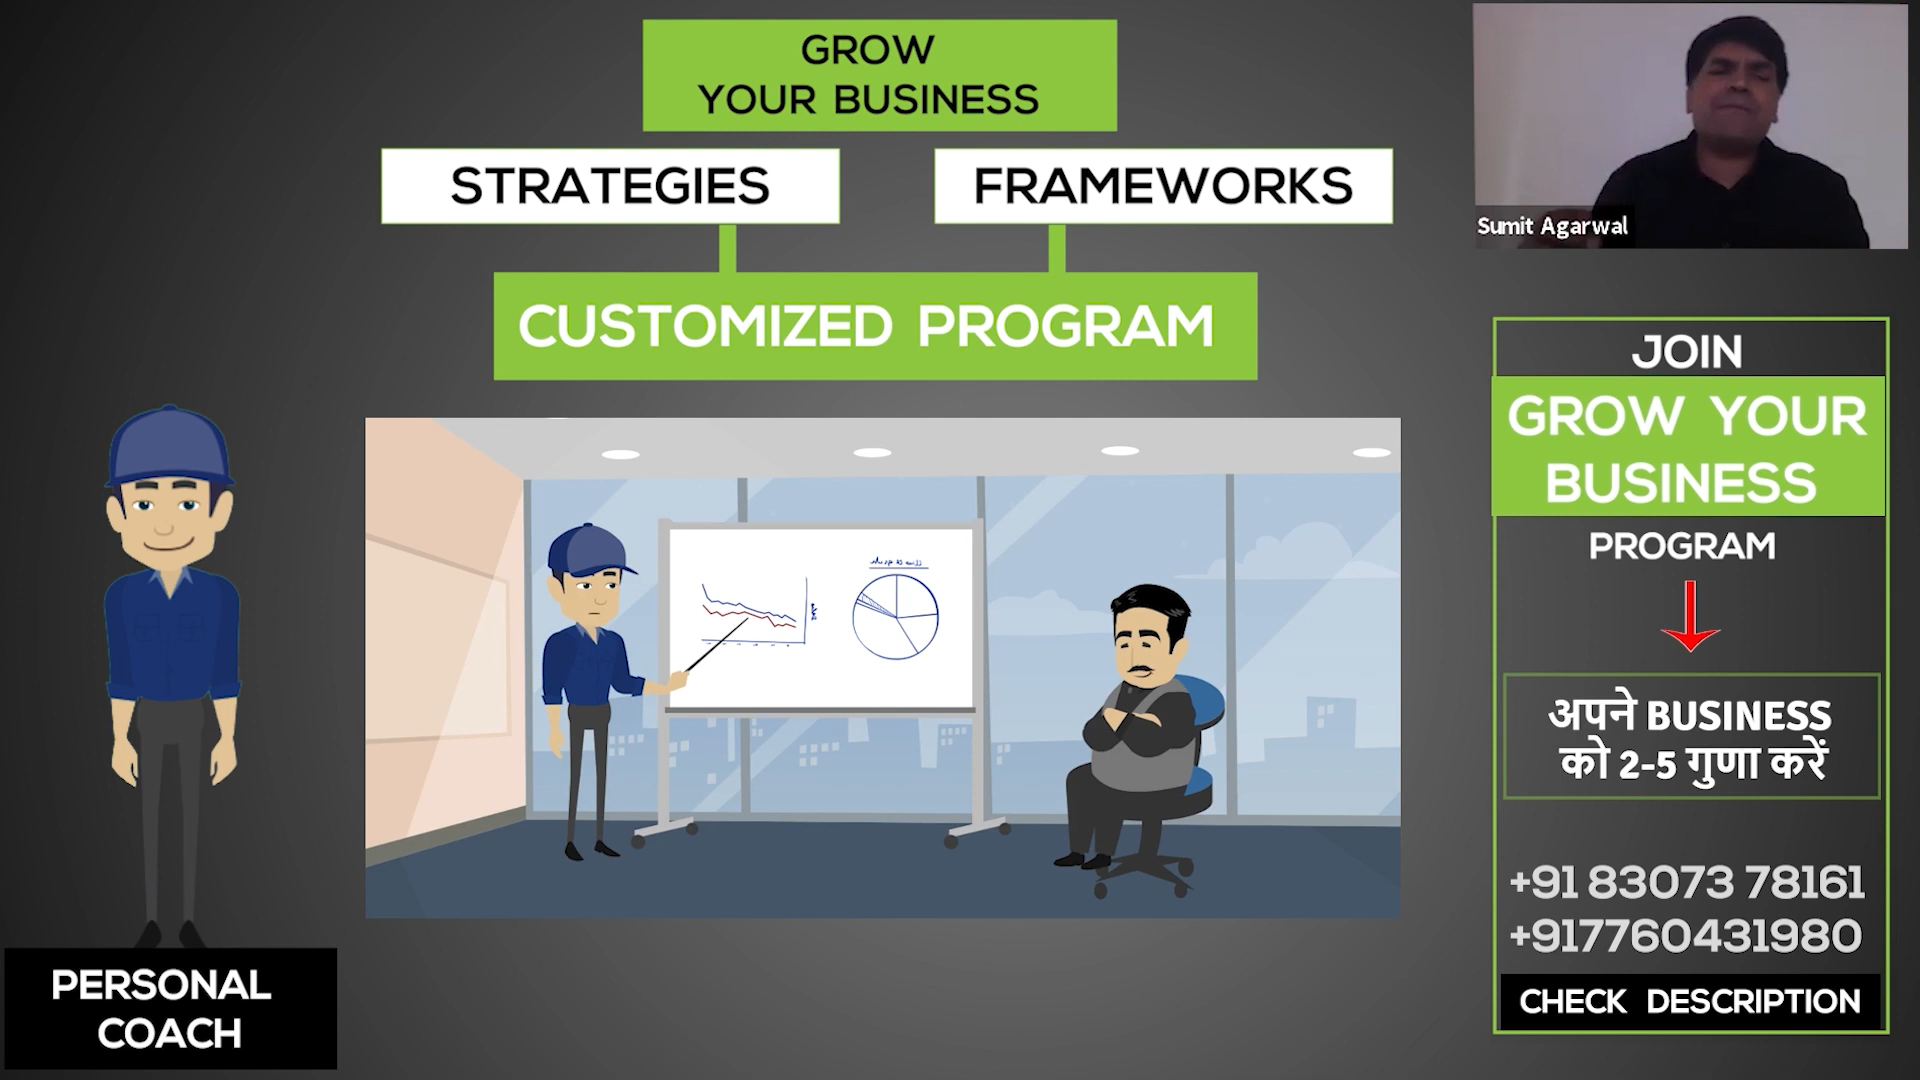 GROW
YOUR BUSINESS
STRATEGIES
FRAMEWORKS
CUSTOMIZED PROGRAM
PERSONAL
COACH
Sumit Agarwal
JOIN
GROW YOUR
BUSINESS
PROGRAM
अपने BUSINESS
को 2-5 गुणा करें
+91 83073 78161
+917760431980
CHECK DESCRIPTION